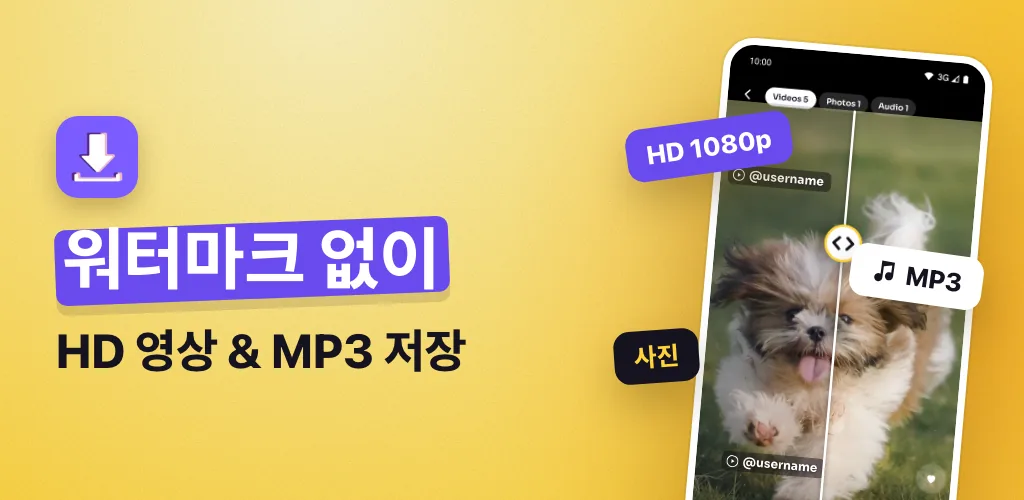 워터마크 없이
HD 영상 & MP3 저장
10:00
3G
Videos 5
Photos 1
Audio 1
HD 1080p
@username
MP3
사진
@username